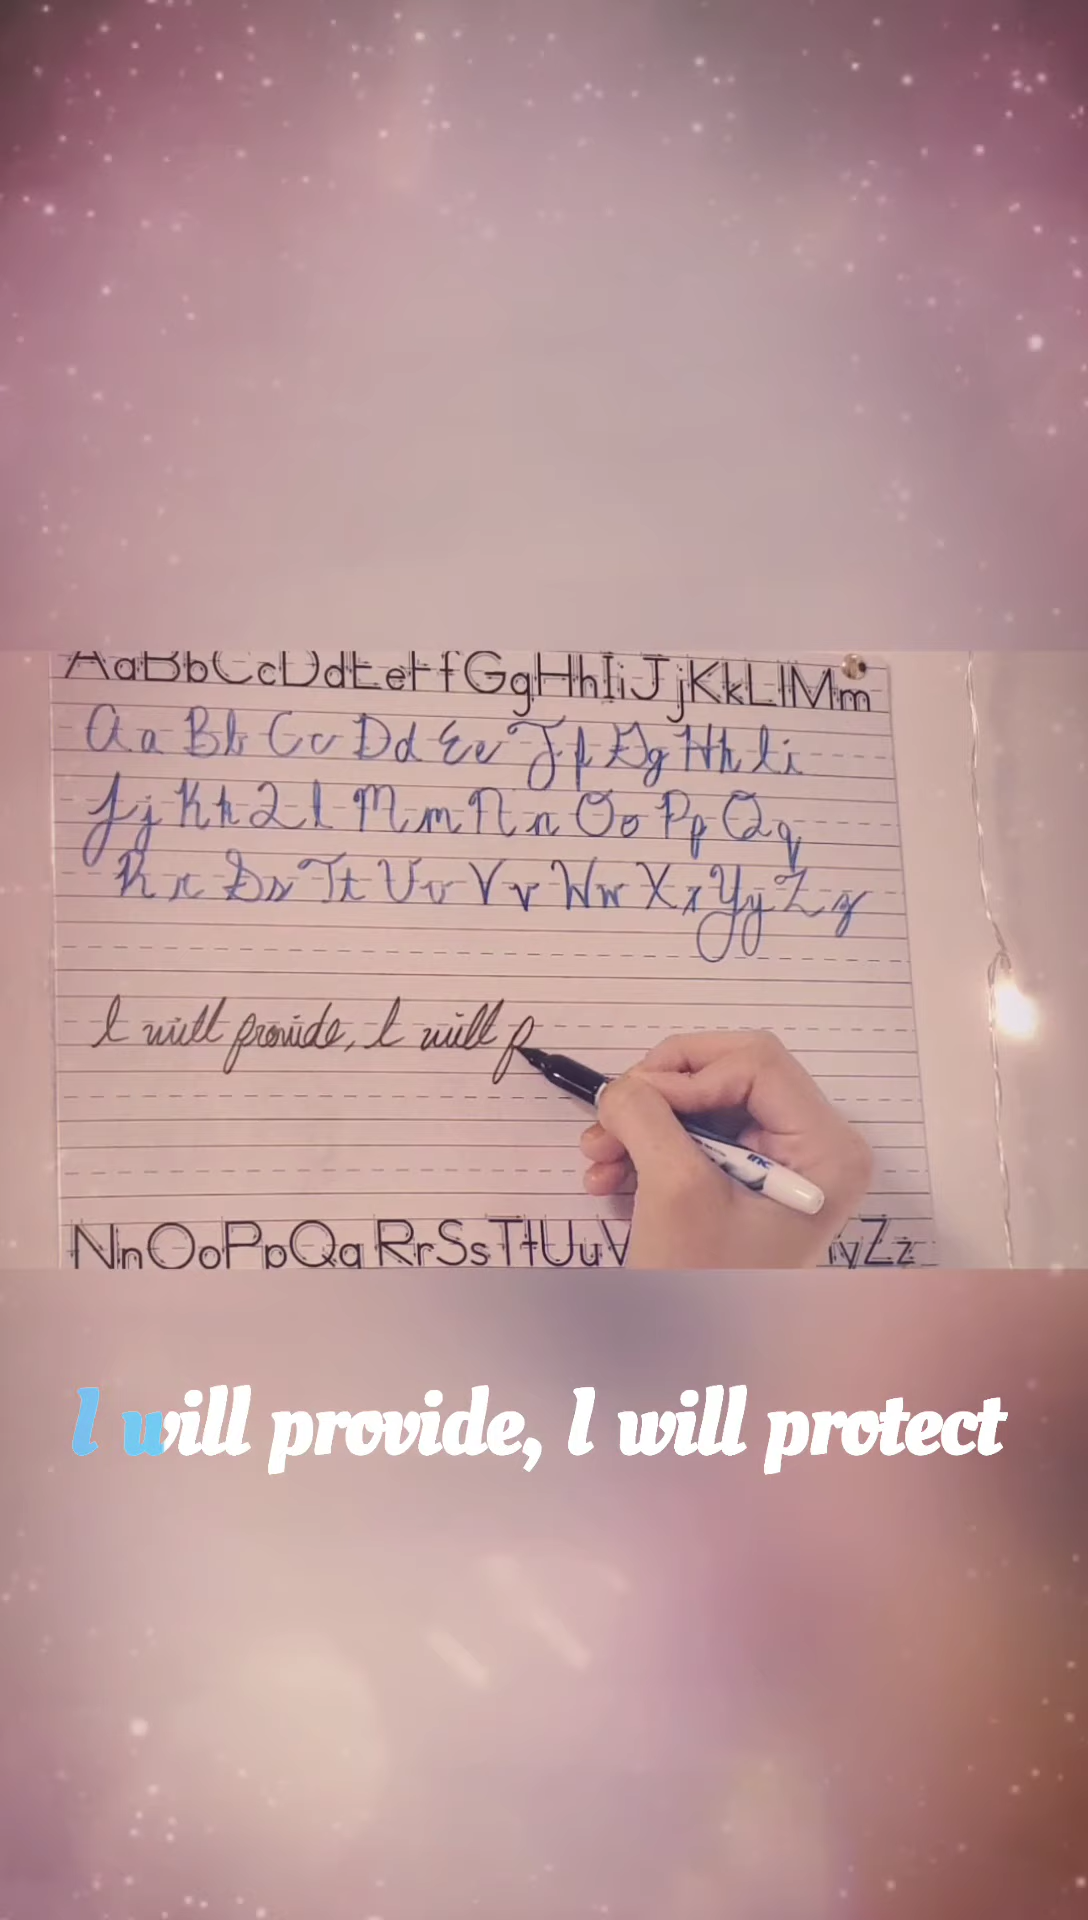 AaBbCcDdEeFfGgHhIiJjKkLlMm
Aa Bb Cc Dd Ee Ff Gg Hh Ii
Jj Kk Ll Mm Nn Oo Pp Qq
Rr Ss Tt Uu Vv Ww Xx Yy Zz
I will provide, I will p
NnOoPpQqRrSsTtUuV yZz
INC
I will provide, I will protect